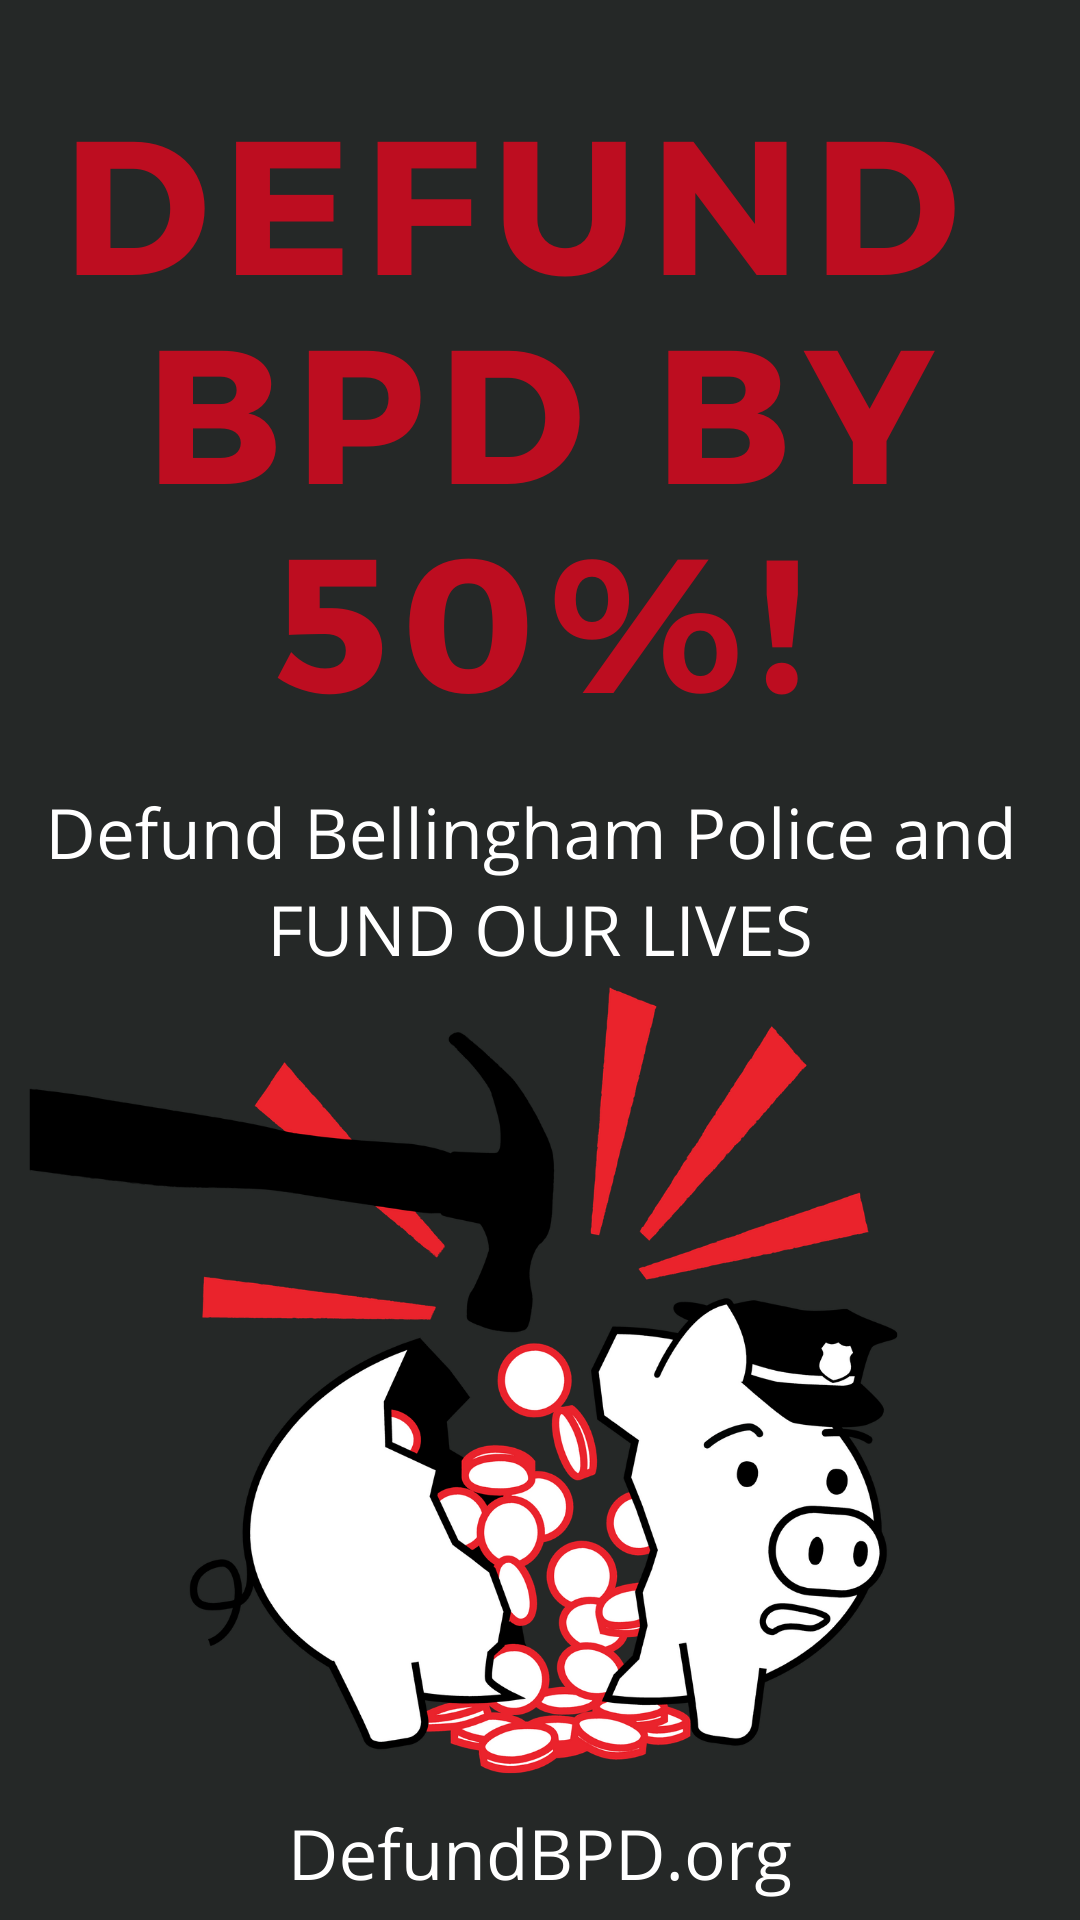 DEFUND
BPD BY
50%!
Defund Bellingham Police and
FUND OUR LIVES
DefundBPD.org